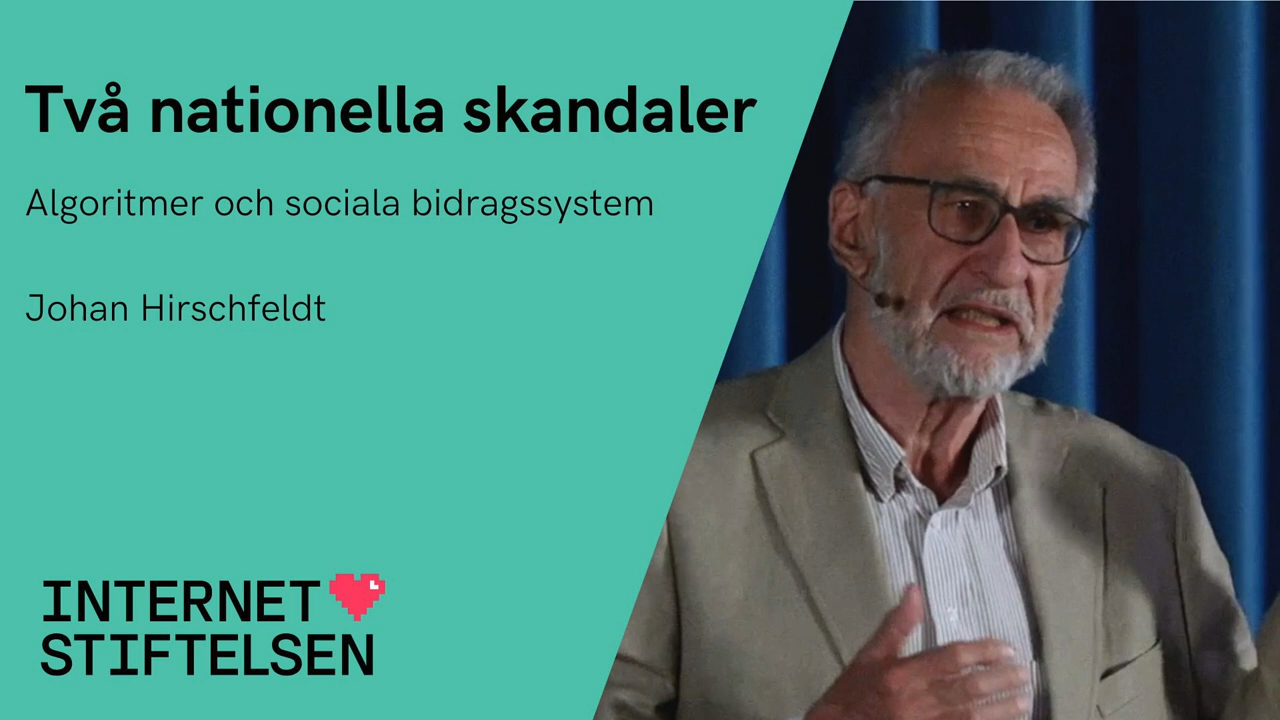 Två nationella skandaler
Algoritmer och sociala bidragssystem
Johan Hirschfeldt
INTERNET
STIFTELSEN